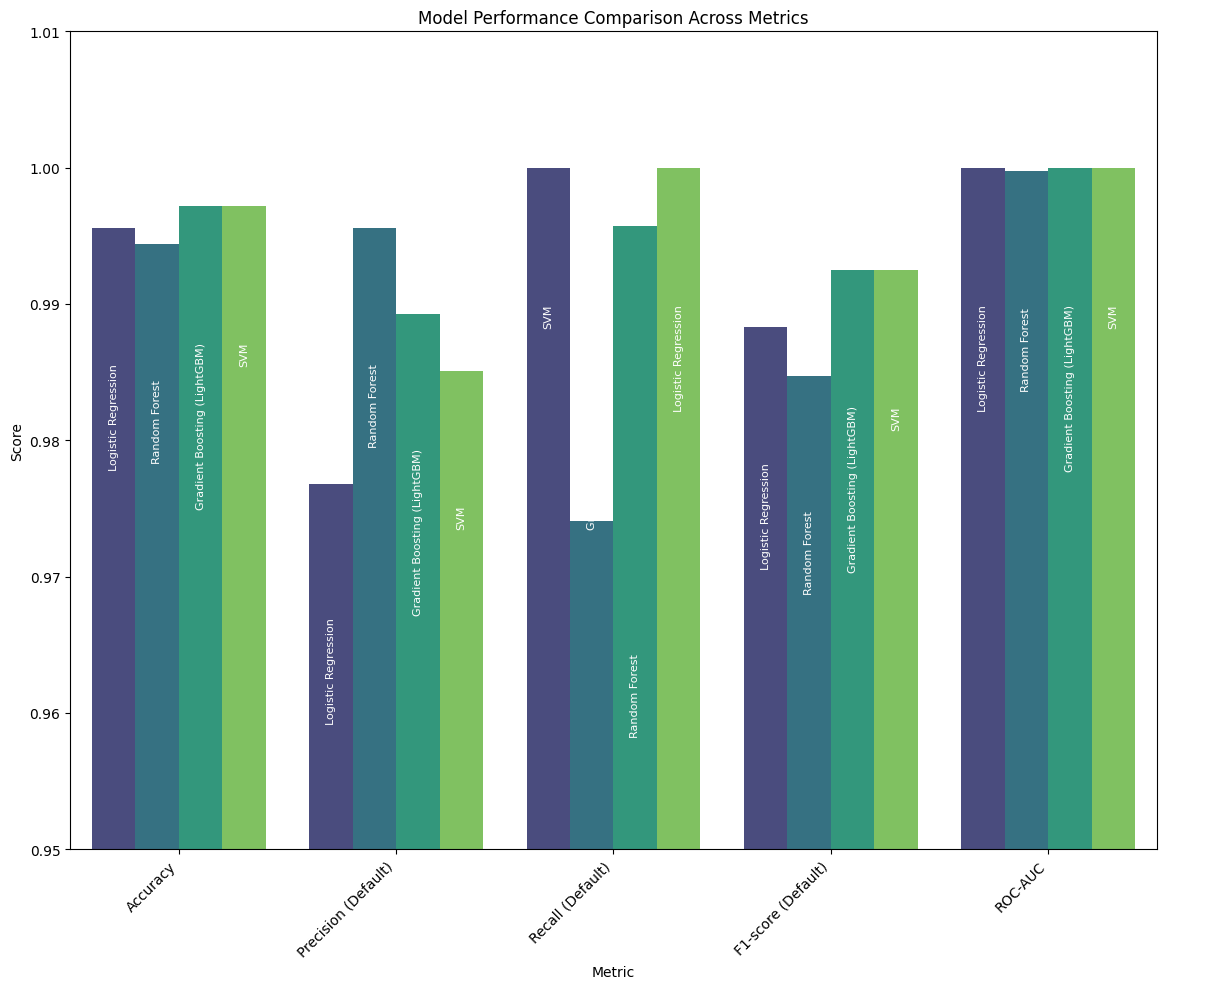 Model Performance Comparison Across Metrics
Score
1.01
1.00
0.99
0.98
0.97
0.96
0.95
Logistic Regression
Random Forest
Gradient Boosting (LightGBM)
SVM
Logistic Regression
Random Forest
Gradient Boosting (LightGBM)
SVM
SVM
G
Random Forest
Logistic Regression
Logistic Regression
Random Forest
Gradient Boosting (LightGBM)
SVM
Logistic Regression
Random Forest
Gradient Boosting (LightGBM)
SVM
Accuracy
Precision (Default)
Recall (Default)
F1-score (Default)
ROC-AUC
Metric